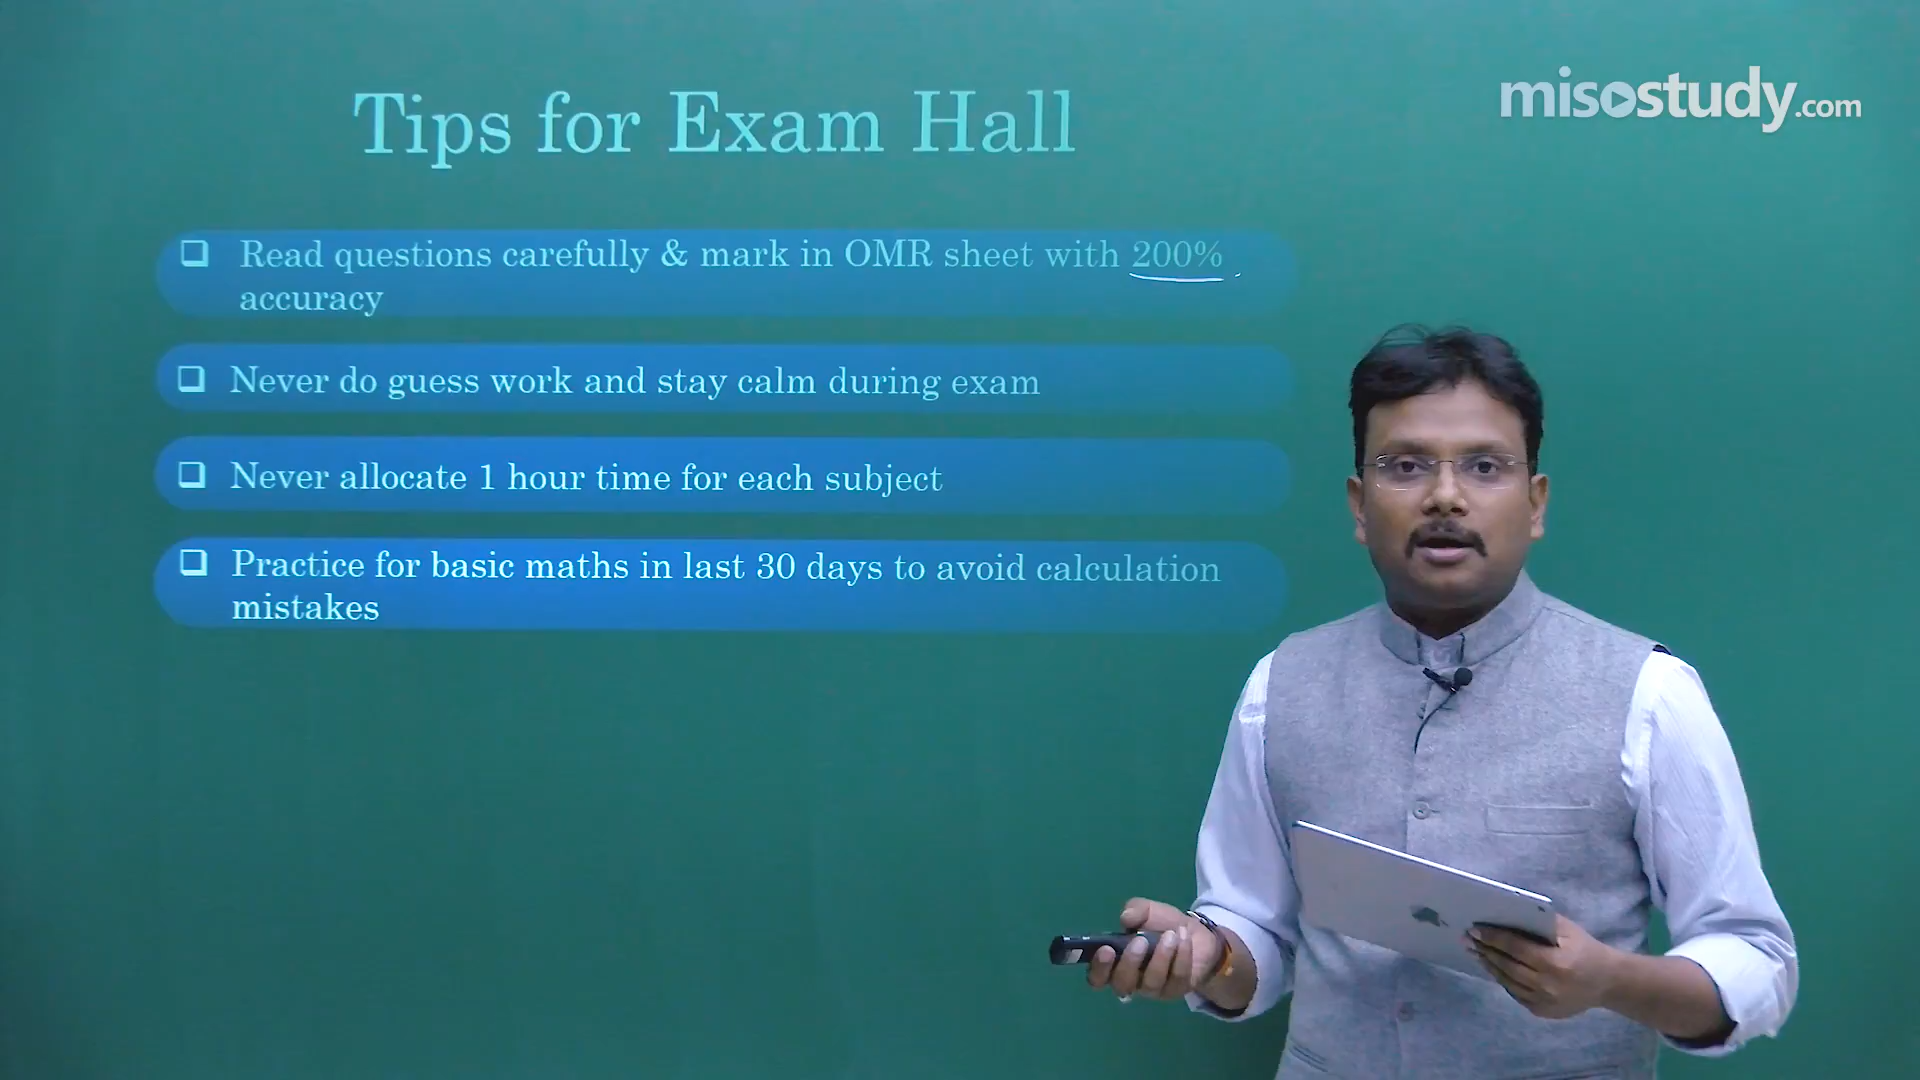 misostudy.com
Tips for Exam Hall
❑ Read questions carefully & mark in OMR sheet with 200%
accuracy
❑ Never do guess work and stay calm during exam
❑ Never allocate 1 hour time for each subject
❑ Practice for basic maths in last 30 days to avoid calculation
mistakes